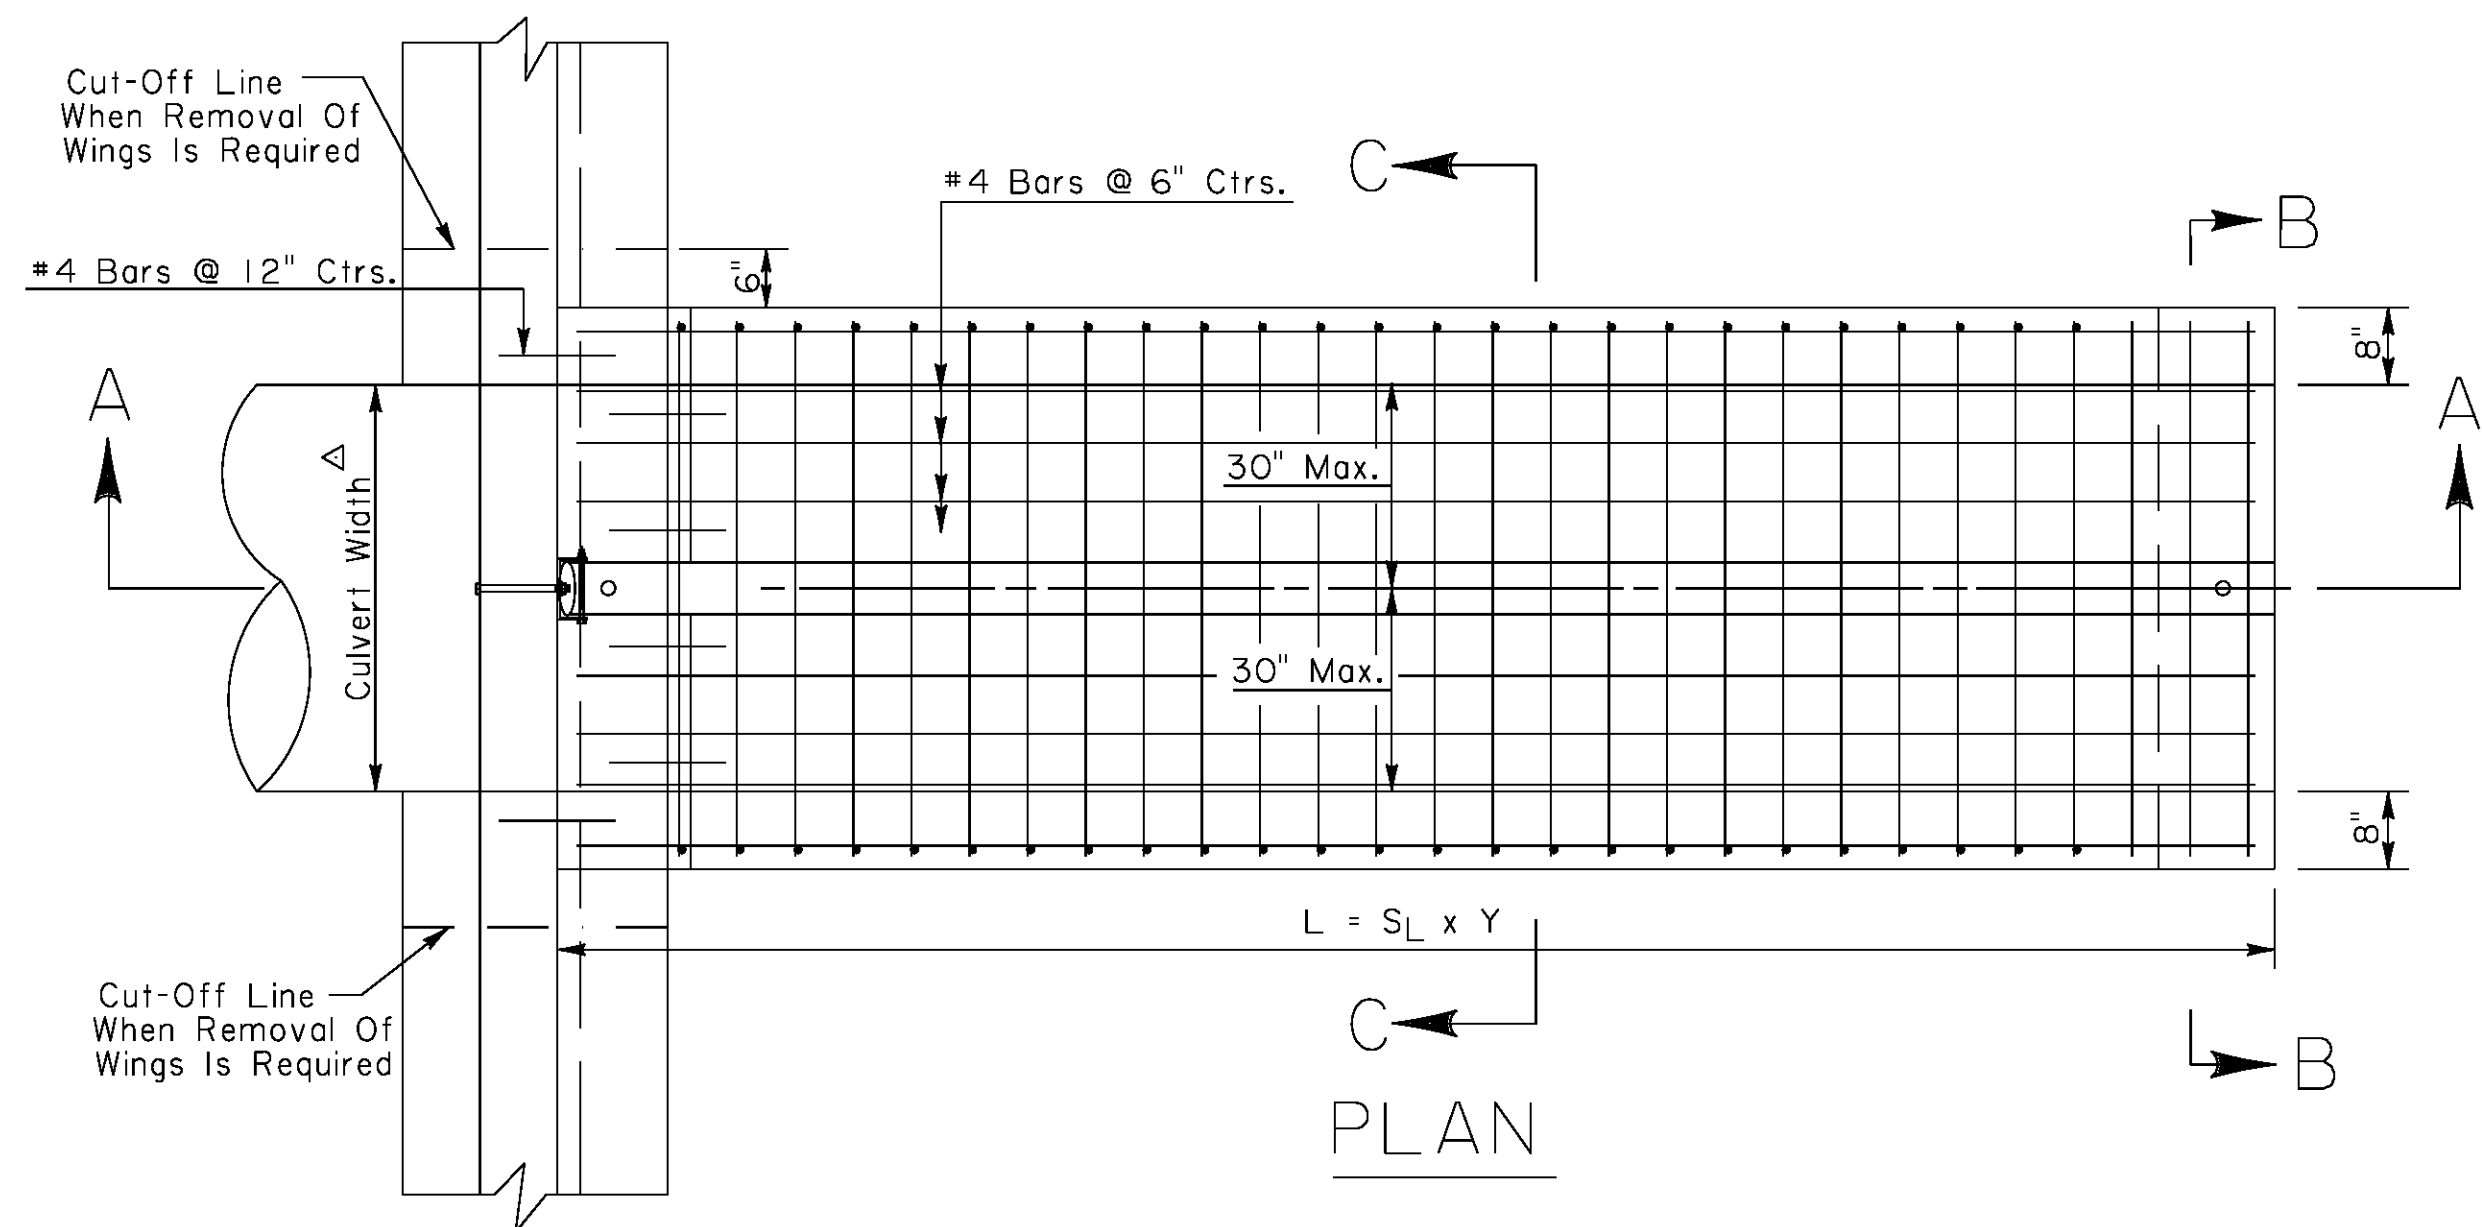 Cut-Off Line
When Removal Of
Wings Is Required
#4 Bars @ 6" Ctrs.
C
B
#4 Bars @ 12" Ctrs.
6"
8"
A
A
30" Max.
Culvert Width
30" Max.
8"
L = SL x Y
Cut-Off Line
When Removal Of
Wings Is Required
C
B
PLAN